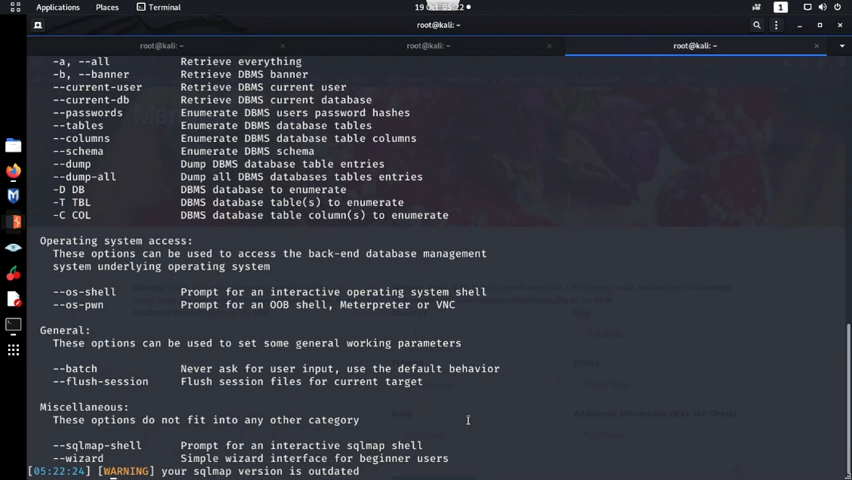 Applications
Places
Terminal
19 Oct 05:22
1
root@kali: ~
root@kali: ~
root@kali: ~
root@kali: ~
-a, --all Retrieve everything
-b, --banner Retrieve DBMS banner
--current-user Retrieve DBMS current user
--current-db Retrieve DBMS current database
--passwords Enumerate DBMS users password hashes
--tables Enumerate DBMS database tables
--columns Enumerate DBMS database table columns
--schema Enumerate DBMS schema
--dump Dump DBMS database table entries
--dump-all Dump all DBMS databases tables entries
-D DB DBMS database to enumerate
-T TBL DBMS database table(s) to enumerate
-C COL DBMS database table column(s) to enumerate
Operating system access:
These options can be used to access the back-end database management
system underlying operating system
--os-shell Prompt for an interactive operating system shell
--os-pwn Prompt for an OOB shell, Meterpreter or VNC
General:
These options can be used to set some general working parameters
--batch Never ask for user input, use the default behavior
--flush-session Flush session files for current target
Miscellaneous:
These options do not fit into any other category
--sqlmap-shell Prompt for an interactive sqlmap shell
--wizard Simple wizard interface for beginner users
[05:22:24] [WARNING] your sqlmap version is outdated